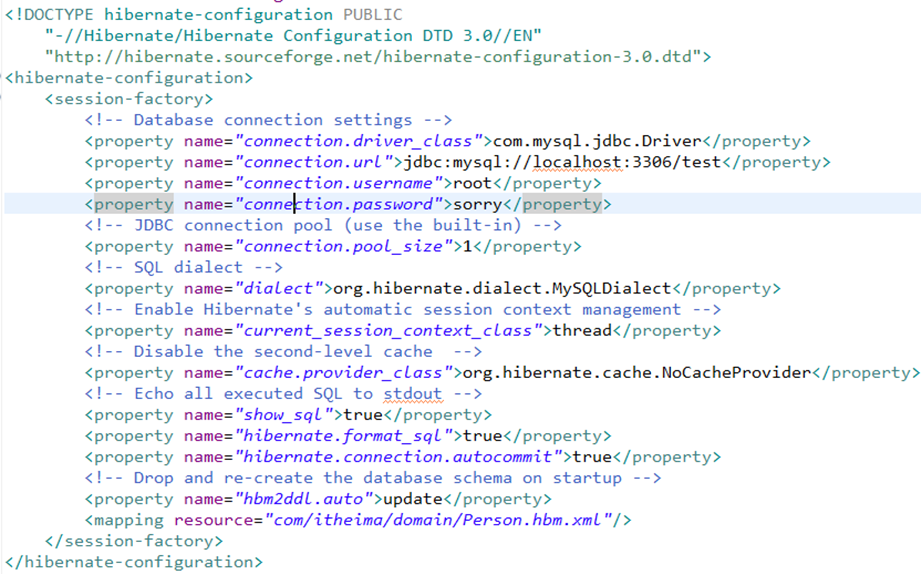 <!DOCTYPE hibernate-configuration PUBLIC
"-//Hibernate/Hibernate Configuration DTD 3.0//EN"
"http://hibernate.sourceforge.net/hibernate-configuration-3.0.dtd">
<hibernate-configuration>
<session-factory>
<!-- Database connection settings -->
<property name="connection.driver_class">com.mysql.jdbc.Driver</property>
<property name="connection.url">jdbc:mysql://localhost:3306/test</property>
<property name="connection.username">root</property>
<property name="connection.password">sorry</property>
<!-- JDBC connection pool (use the built-in) -->
<property name="connection.pool_size">1</property>
<!-- SQL dialect -->
<property name="dialect">org.hibernate.dialect.MySQLDialect</property>
<!-- Enable Hibernate's automatic session context management -->
<property name="current_session_context_class">thread</property>
<!-- Disable the second-level cache  -->
<property name="cache.provider_class">org.hibernate.cache.NoCacheProvider</property>
<!-- Echo all executed SQL to stdout -->
<property name="show_sql">true</property>
<property name="hibernate.format_sql">true</property>
<property name="hibernate.connection.autocommit">true</property>
<!-- Drop and re-create the database schema on startup -->
<property name="hbm2ddl.auto">update</property>
<mapping resource="com/itheima/domain/Person.hbm.xml"/>
</session-factory>
</hibernate-configuration>